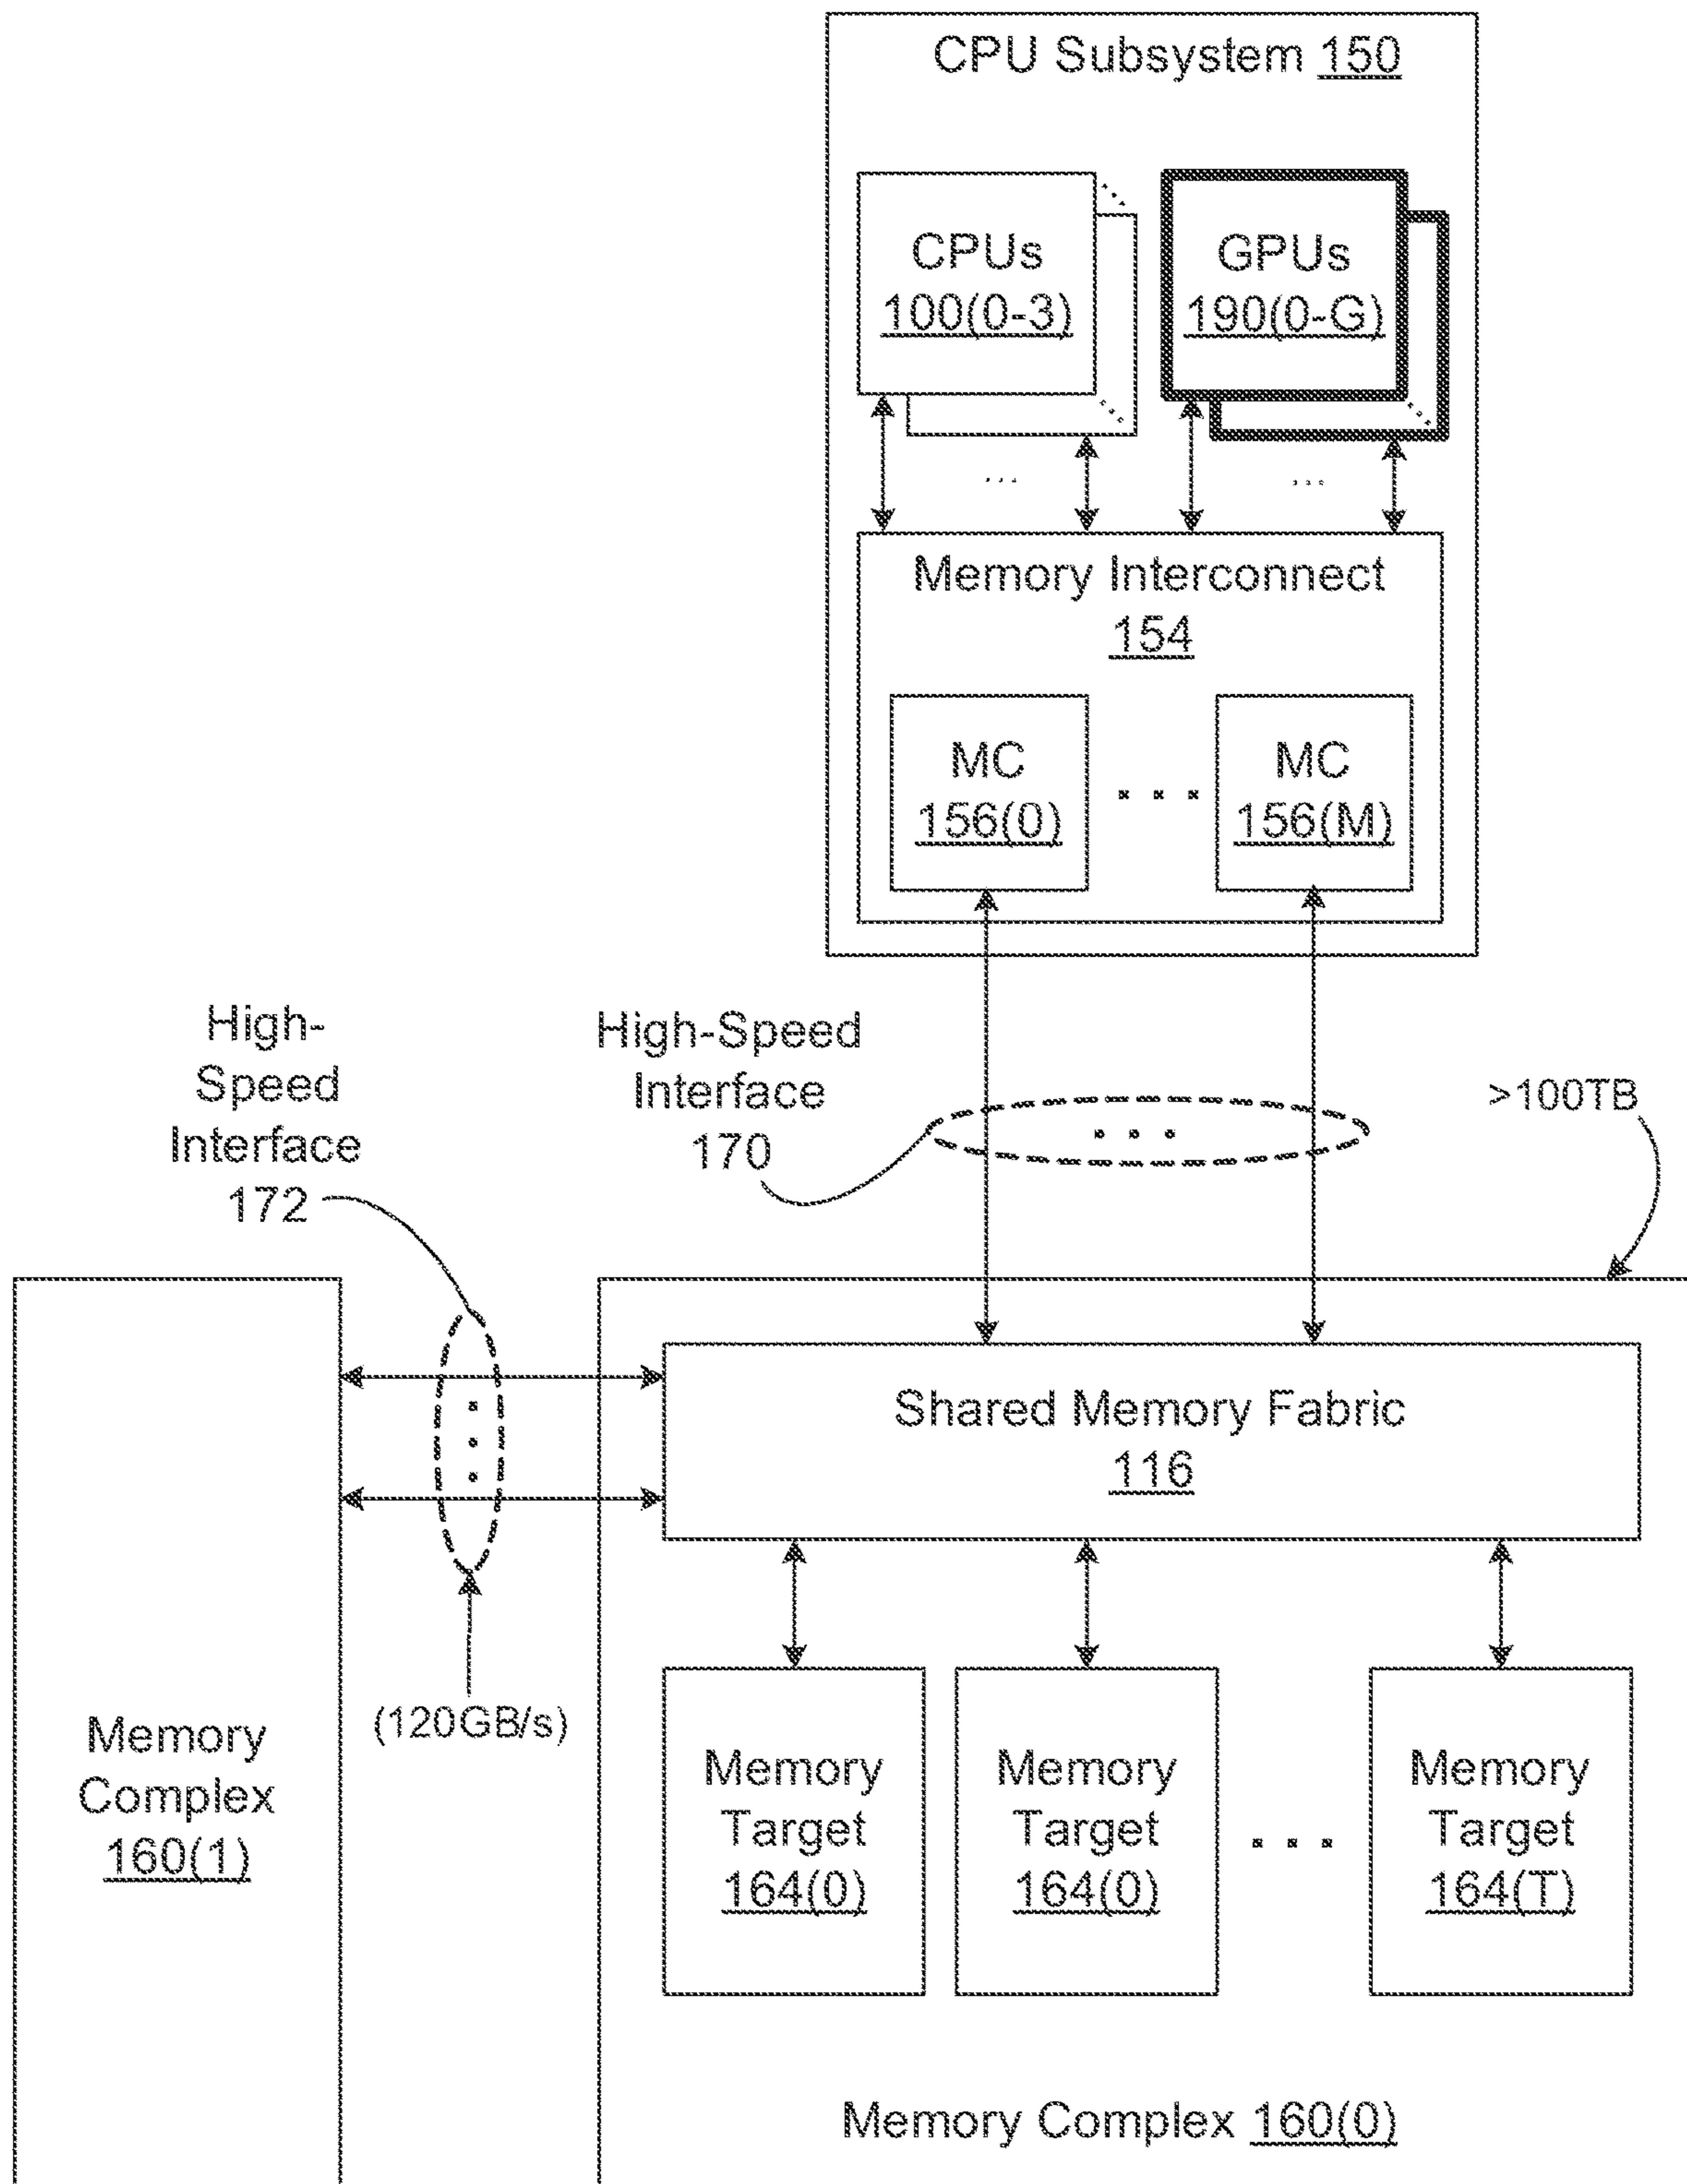 CPU Subsystem 150
CPUs
100(0-3)
GPUs
190(0-G)
Memory Interconnect
154
MC
156(0)
MC
156(M)
High-
Speed
Interface
172
High-Speed
Interface
170
>100TB
Shared Memory Fabric
116
(120GB/s)
Memory
Complex
160(1)
Memory
Target
164(0)
Memory
Target
164(0)
Memory
Target
164(T)
Memory Complex 160(0)